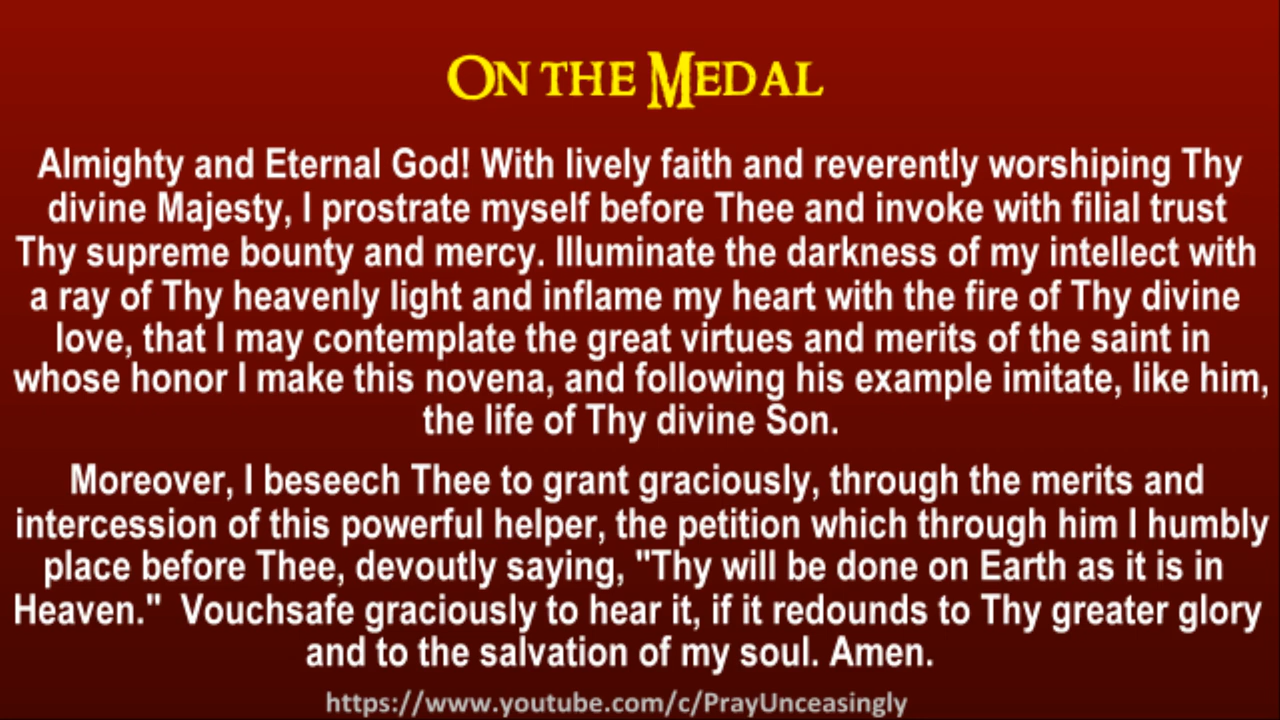 ON THE MEDAL
Almighty and Eternal God! With lively faith and reverently worshiping Thy
divine Majesty, I prostrate myself before Thee and invoke with filial trust
Thy supreme bounty and mercy. Illuminate the darkness of my intellect with
a ray of Thy heavenly light and inflame my heart with the fire of Thy divine
love, that I may contemplate the great virtues and merits of the saint in
whose honor I make this novena, and following his example imitate, like him,
the life of Thy divine Son.
Moreover, I beseech Thee to grant graciously, through the merits and
intercession of this powerful helper, the petition which through him I humbly
place before Thee, devoutly saying, "Thy will be done on Earth as it is in
Heaven."  Vouchsafe graciously to hear it, if it redounds to Thy greater glory
and to the salvation of my soul. Amen.
https://www.youtube.com/c/PrayUnceasingly